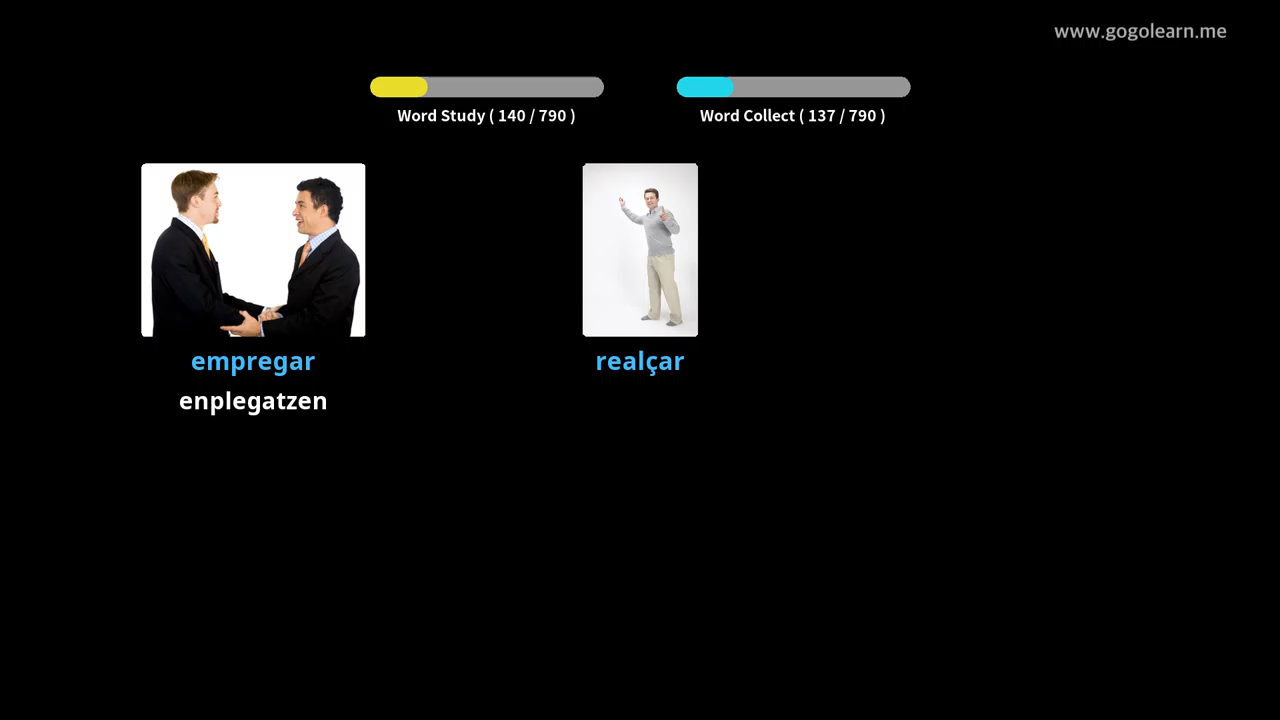 www.gogolearn.me
Word Study ( 140 / 790 )
Word Collect ( 137 / 790 )
empregar
enplegatzen
realçar